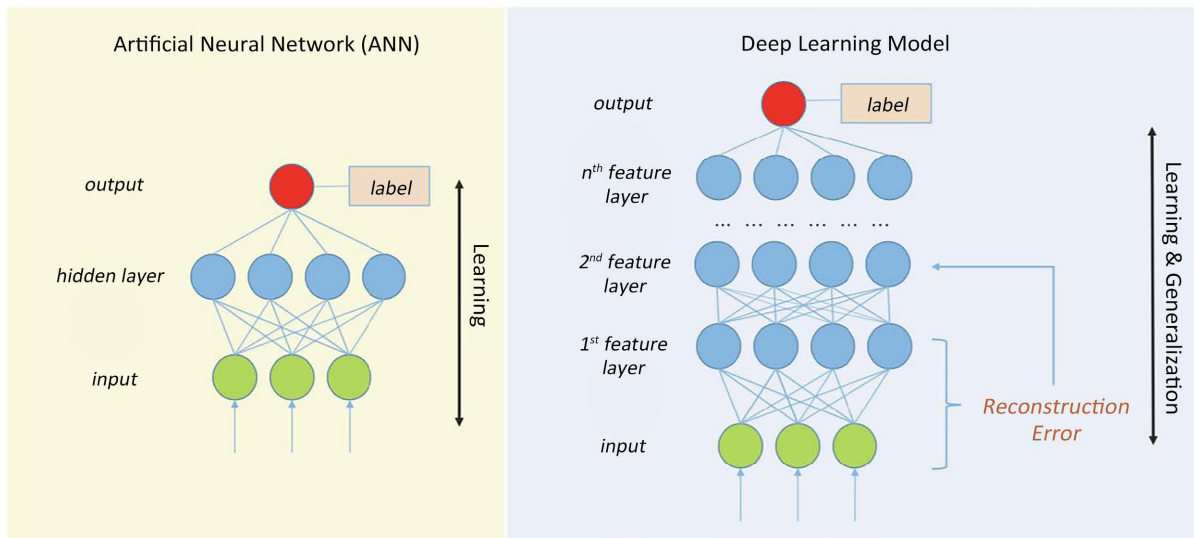 Artificial Neural Network (ANN)
output
label
hidden layer
input
Learning
Deep Learning Model
output
label
nth feature
layer
... ... ... ... ... ...
2nd feature
layer
1st feature
layer
input
Reconstruction
Error
Learning & Generalization